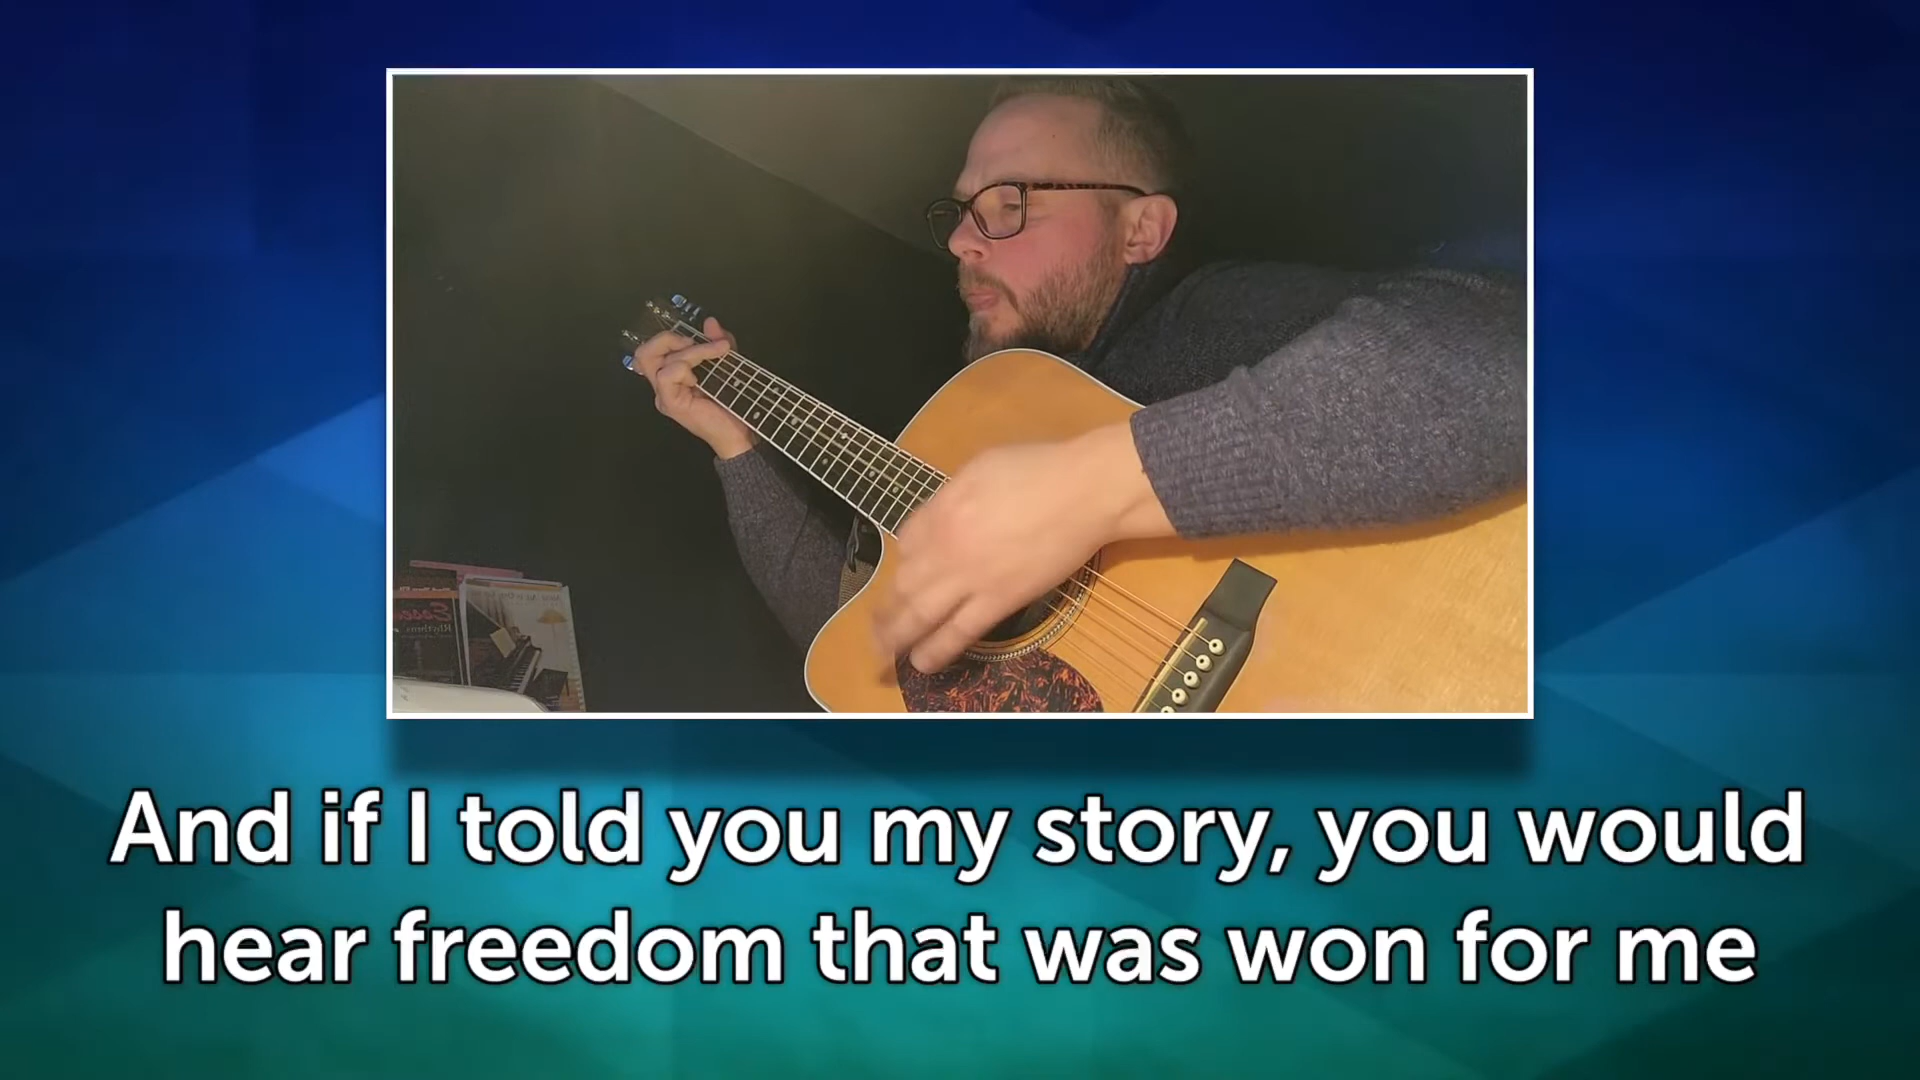 And if I told you my story, you would
hear freedom that was won for me